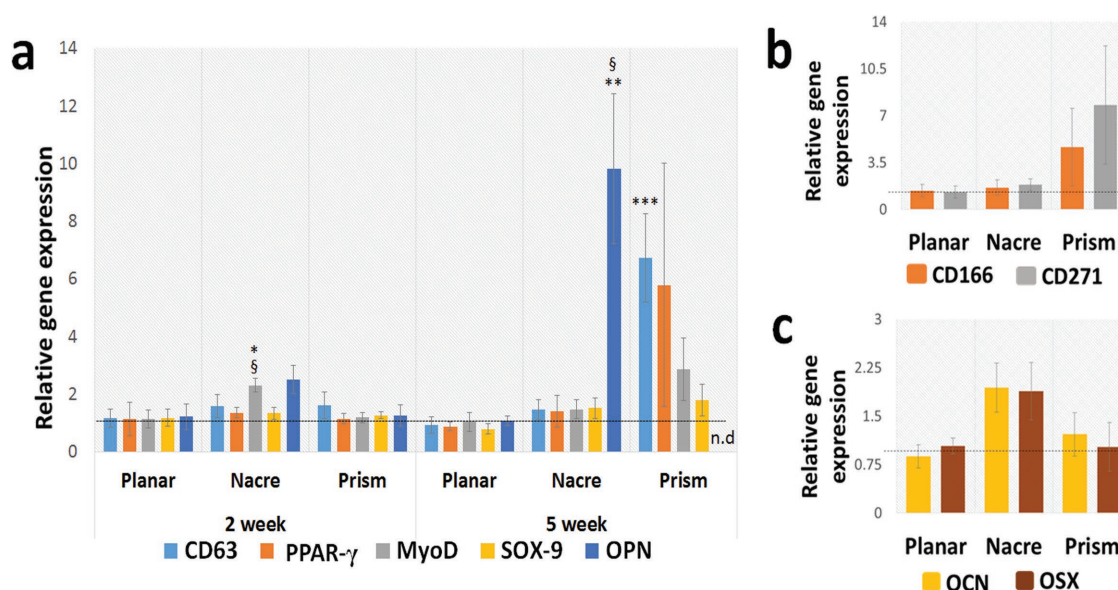 a
Relative gene expression
14
12
10
8
6
4
2
0
*
§
§
**
***
n.d
Planar Nacre Prism Planar Nacre Prism
2 week 5 week
CD63 PPAR-γ MyoD SOX-9 OPN
b
Relative gene
expression
14
10.5
7
3.5
0
Planar Nacre Prism
CD166 CD271
c
Relative gene
expression
3
2.25
1.5
0.75
0
Planar Nacre Prism
OCN OSX